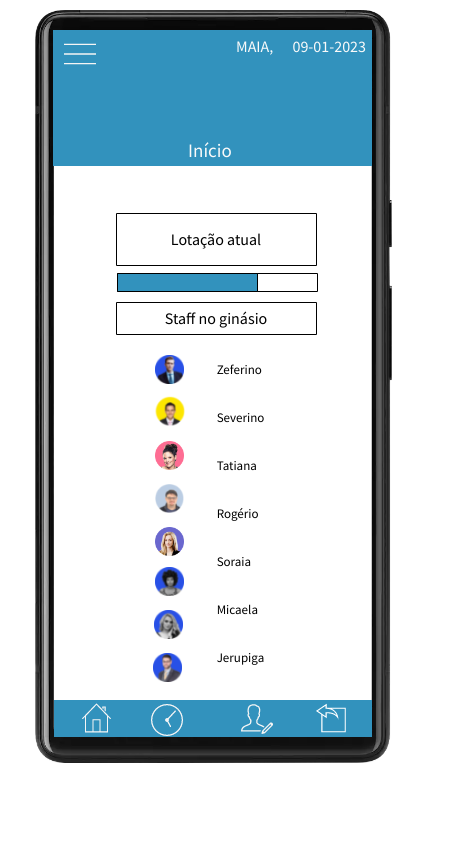 MAIA, 09-01-2023
Início
Lotação atual
Staff no ginásio
Zeferino
Severino
Tatiana
Rogério
Soraia
Micaela
Jerupiga